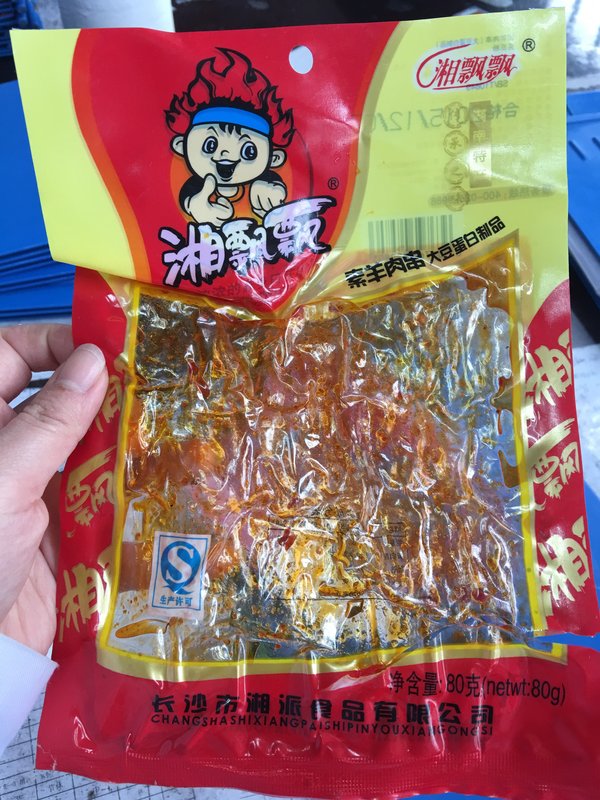 湘飘飘®
湘飘飘
®
素羊肉串 大豆蛋白制品
生产许可
净含量: 80克(netwt:80g)
长沙市湘派食品有限公司
CHANGSHASHIXIANGPAISHIPINYOUXIANGONGSI
湘
飘
湘
湘
飘
湘